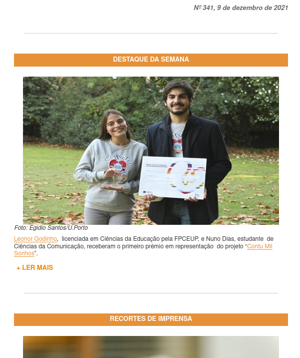 Nº 341, 9 de dezembro de 2021
DESTAQUE DA SEMANA
Foto: Egídio Santos/U.Porto
Leonor Godinho, licenciada em Ciências da Educação pela FPCEUP, e Nuno Dias, estudante de
Ciências da Comunicação, receberam o primeiro prémio em representação do projeto "Contu Mil
Sonhos".
+ LER MAIS
RECORTES DE IMPRENSA